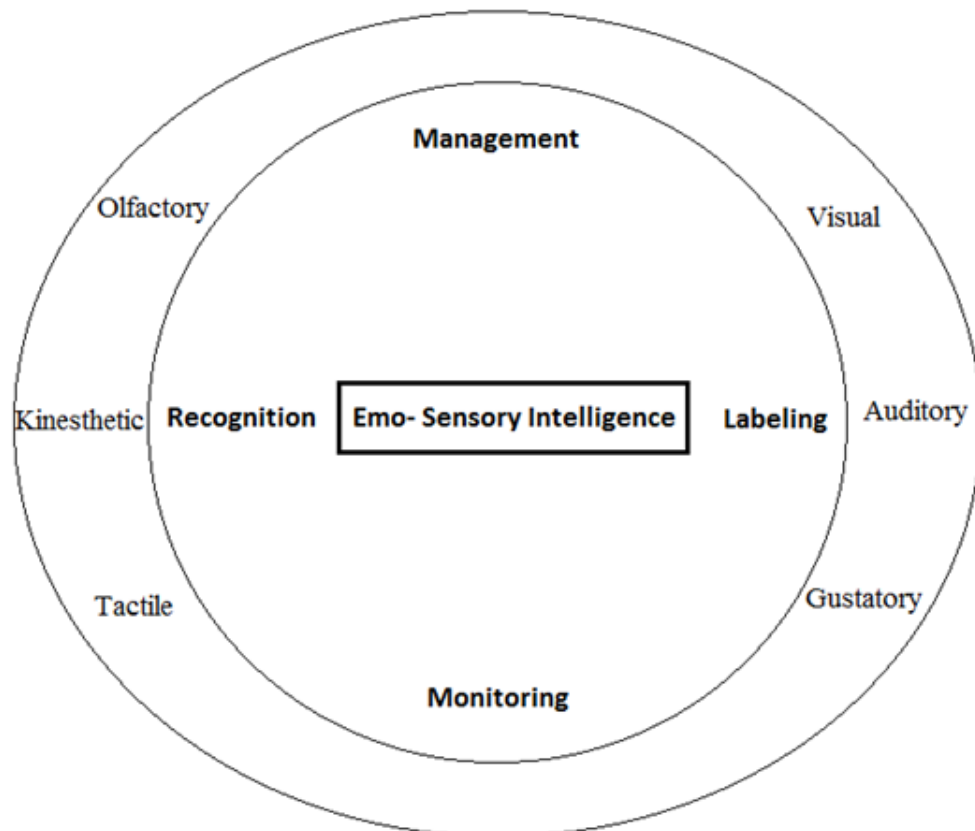 Management
Olfactory
Visual
Kinesthetic
Recognition
Emo- Sensory Intelligence
Labeling
Auditory
Tactile
Gustatory
Monitoring